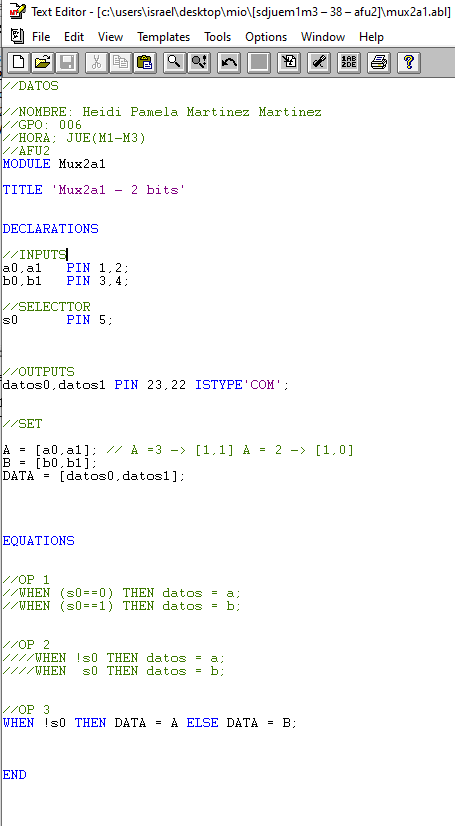 Text Editor - [c:\users\israel\desktop\mio\[sdjuem1m3 – 38 – afu2]\mux2a1.abl]
File Edit View Templates Tools Options Window Help
//DATOS
//NOMBRE: Heidi Pamela Martinez Martinez
//GPO: 006
//HORA; JUE(M1-M3)
//AFU2
MODULE Mux2a1
TITLE 'Mux2a1 - 2 bits'
DECLARATIONS
//INPUTS
a0,a1 PIN 1,2;
b0,b1 PIN 3,4;
//SELECTTOR
s0 PIN 5;
//OUTPUTS
datos0,datos1 PIN 23,22 ISTYPE'COM';
//SET
A = [a0,a1]; // A =3 -> [1,1] A = 2 -> [1,0]
B = [b0,b1];
DATA = [datos0,datos1];
EQUATIONS
//OP 1
//WHEN (s0==0) THEN datos = a;
//WHEN (s0==1) THEN datos = b;
//OP 2
////WHEN !s0 THEN datos = a;
////WHEN s0 THEN datos = b;
//OP 3
WHEN !s0 THEN DATA = A ELSE DATA = B;
END